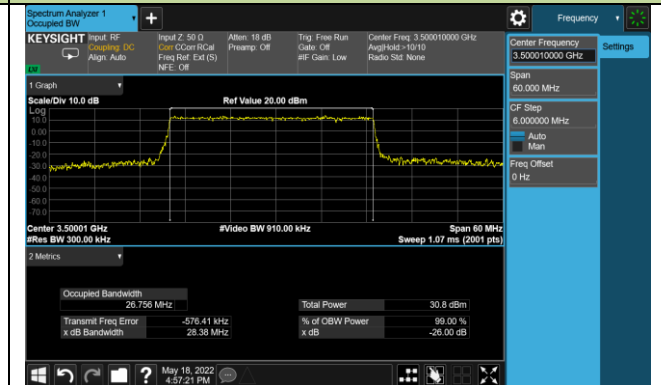 Spectrum Analyzer 1
Occupied BW
+
Frequency
KEYSIGHT
Input: RF
Coupling: DC
Align: Auto
Input Z: 50 Ω
Corr CCorr RCal
Freq Ref: Ext (S)
NFE: Off
Atten: 18 dB
Preamp: Off
Trig: Free Run
Gate: Off
#IF Gain: Low
Center Freq: 3.500010000 GHz
Avg|Hold:>10/10
Radio Std: None
LM
Center Frequency
3.500010000 GHz
Settings
Span
60.000 MHz
CF Step
6.000000 MHz
Auto
Man
Freq Offset
0 Hz
1 Graph
Scale/Div 10.0 dB
Ref Value 20.00 dBm
Log
10.0
0.00
-10.0
-20.0
-30.0
-40.0
-50.0
-60.0
-70.0
Center 3.50001 GHz
#Video BW 910.00 kHz
Span 60 MHz
#Res BW 300.00 kHz
Sweep 1.07 ms (2001 pts)
2 Metrics
Occupied Bandwidth
26.756 MHz
Total Power
30.8 dBm
Transmit Freq Error
-576.41 kHz
% of OBW Power
99.00 %
x dB Bandwidth
28.38 MHz
x dB
-26.00 dB
?
May 18, 2022
4:57:21 PM